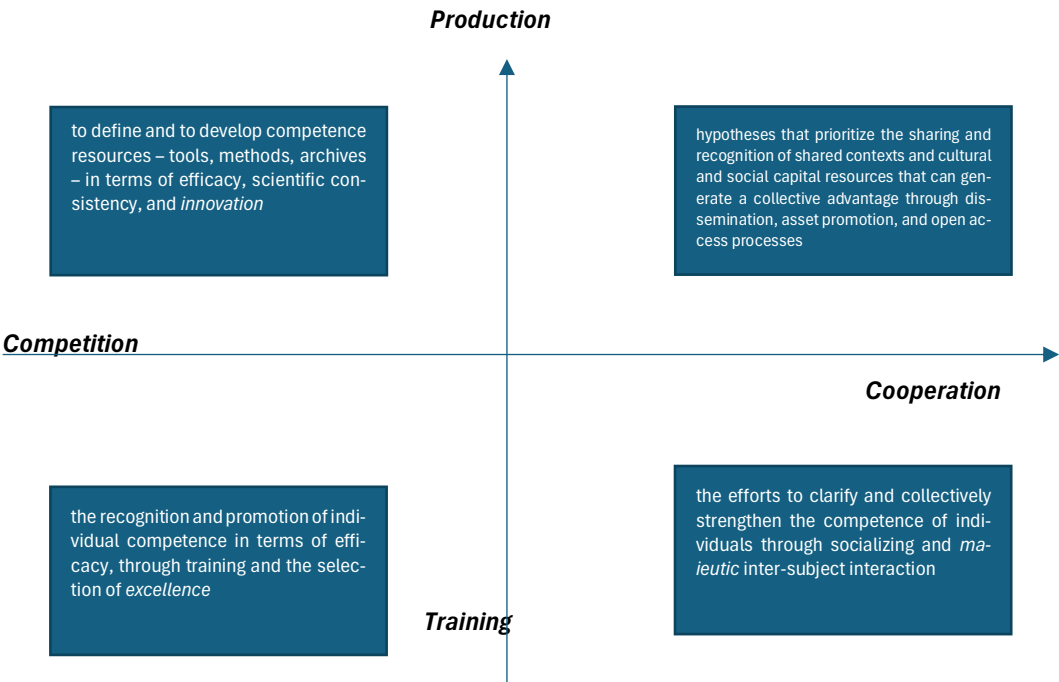 Production
to define and to develop competence
resources – tools, methods, archives
– in terms of efficacy, scientific con-
sistency, and innovation
hypotheses that prioritize the sharing and
recognition of shared contexts and cultural
and social capital resources that can gen-
erate a collective advantage through dis-
semination, asset promotion, and open ac-
cess processes
Competition
Cooperation
the recognition and promotion of indi-
vidual competence in terms of effi-
cacy, through training and the selec-
tion of excellence
the efforts to clarify and collectively
strengthen the competence of indi-
viduals through socializing and ma-
ieutic inter-subject interaction
Training